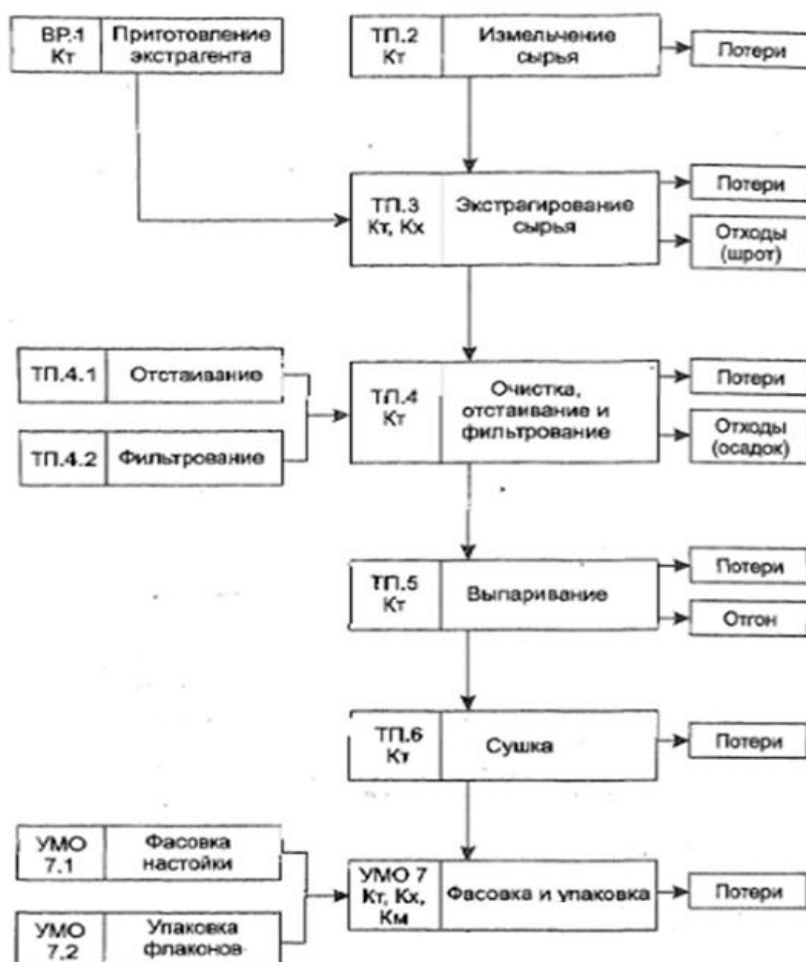 ВР.1
Кт
Приготовление
экстрагента
ТП.2
Кт
Измельчение
сырья
Потери
ТП.3
Кт, Кх
Экстрагирование
сырья
Потери
Отходы
(шрот)
ТП.4.1
Отстаивание
ТП.4.2
Фильтрование
ТП.4
Кт
Очистка,
отстаивание и
фильтрование
Потери
Отходы
(осадок)
ТП.5
Кт
Выпаривание
Потери
Отгон
ТП.6
Кт
Сушка
Потери
УМО
7.1
Фасовка
настойки
УМО
7.2
Упаковка
флаконов
УМО 7
Кт, Кх,
Км
Фасовка и упаковка
Потери